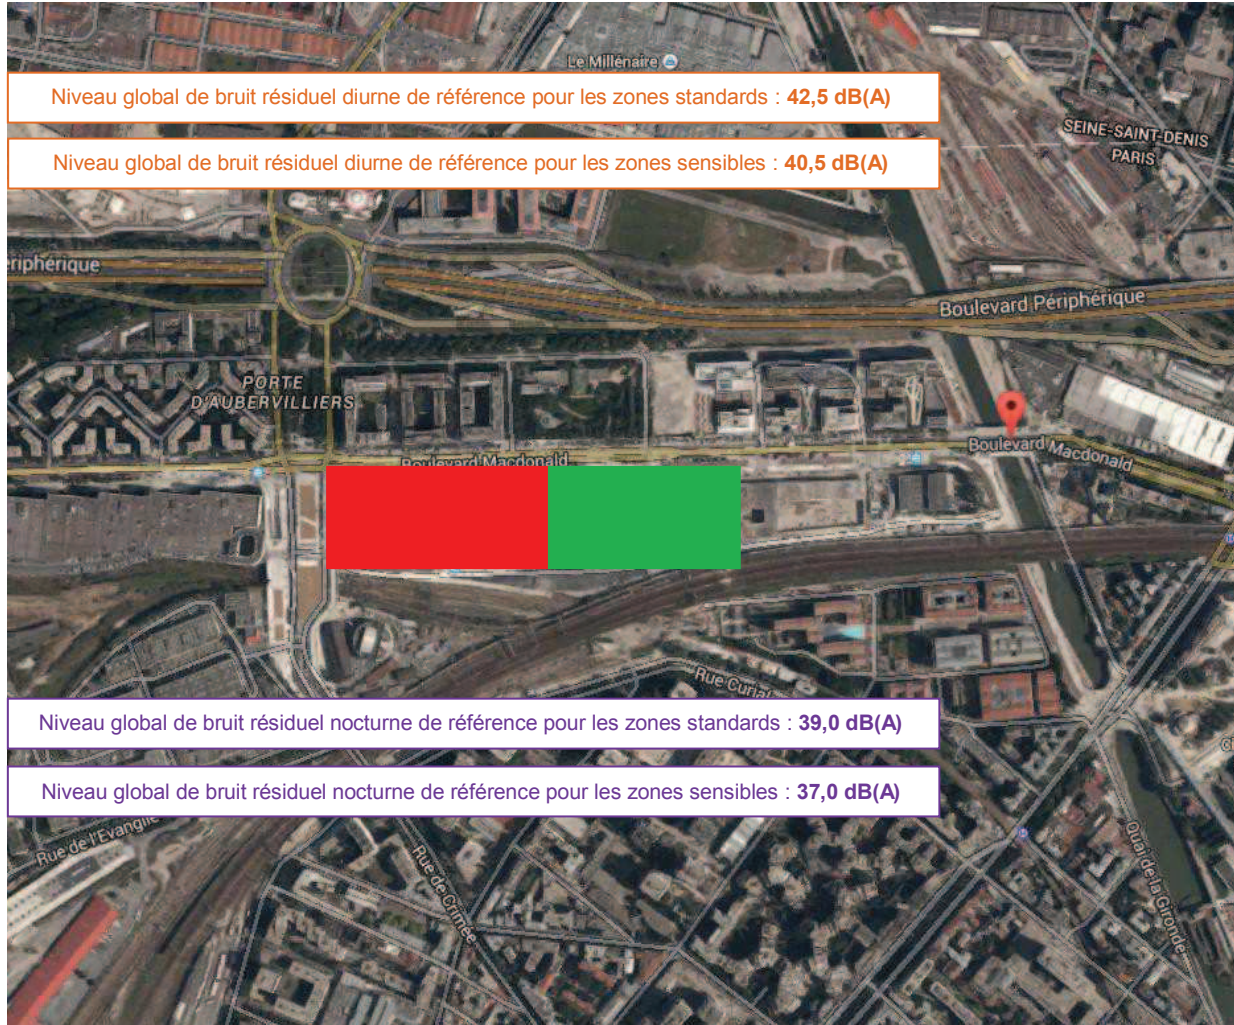 Le Millénaire
Niveau global de bruit résiduel diurne de référence pour les zones standards : 42,5 dB(A)
SEINE-SAINT-DENIS
PARIS
Niveau global de bruit résiduel diurne de référence pour les zones sensibles : 40,5 dB(A)
ériphérique
Boulevard Périphérique
PORTE
D'AUBERVILLIERS
Boulevard Macdonald
Boulevard Macdonald
Rue Curial
Niveau global de bruit résiduel nocturne de référence pour les zones standards : 39,0 dB(A)
Niveau global de bruit résiduel nocturne de référence pour les zones sensibles : 37,0 dB(A)
Rue de l'Evangile
Rue de Crimée
Quai de la Gironde